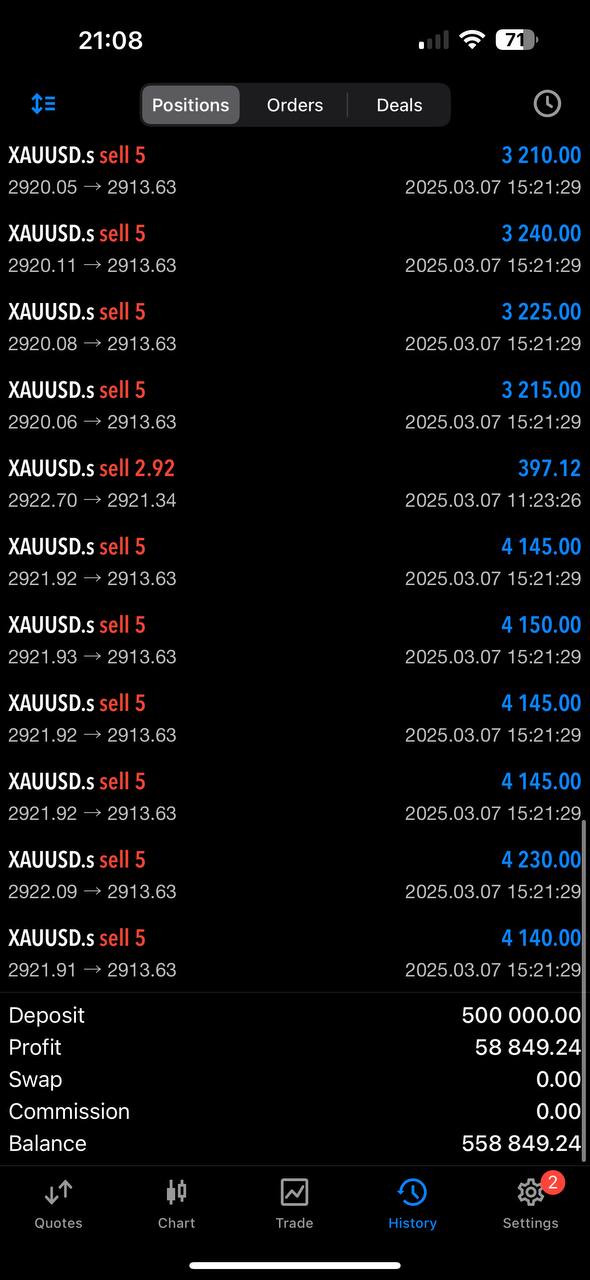 21:08
71
Positions Orders Deals
XAUUSD.s sell 5 3 210.00
2920.05 → 2913.63 2025.03.07 15:21:29
XAUUSD.s sell 5 3 240.00
2920.11 → 2913.63 2025.03.07 15:21:29
XAUUSD.s sell 5 3 225.00
2920.08 → 2913.63 2025.03.07 15:21:29
XAUUSD.s sell 5 3 215.00
2920.06 → 2913.63 2025.03.07 15:21:29
XAUUSD.s sell 2.92 397.12
2922.70 → 2921.34 2025.03.07 11:23:26
XAUUSD.s sell 5 4 145.00
2921.92 → 2913.63 2025.03.07 15:21:29
XAUUSD.s sell 5 4 150.00
2921.93 → 2913.63 2025.03.07 15:21:29
XAUUSD.s sell 5 4 145.00
2921.92 → 2913.63 2025.03.07 15:21:29
XAUUSD.s sell 5 4 145.00
2921.92 → 2913.63 2025.03.07 15:21:29
XAUUSD.s sell 5 4 230.00
2922.09 → 2913.63 2025.03.07 15:21:29
XAUUSD.s sell 5 4 140.00
2921.91 → 2913.63 2025.03.07 15:21:29
Deposit 500 000.00
Profit 58 849.24
Swap 0.00
Commission 0.00
Balance 558 849.24
2
Quotes Chart Trade History Settings